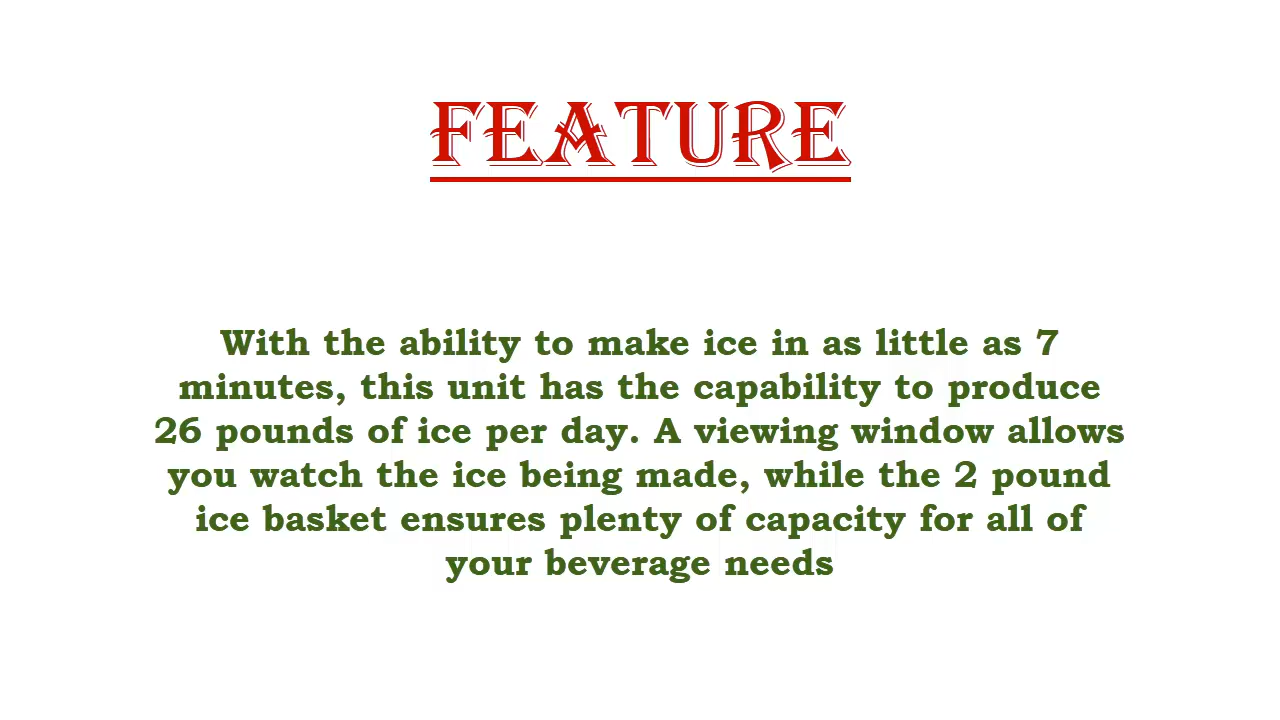 FEATURE
With the ability to make ice in as little as 7
minutes, this unit has the capability to produce
26 pounds of ice per day. A viewing window allows
you watch the ice being made, while the 2 pound
ice basket ensures plenty of capacity for all of
your beverage needs